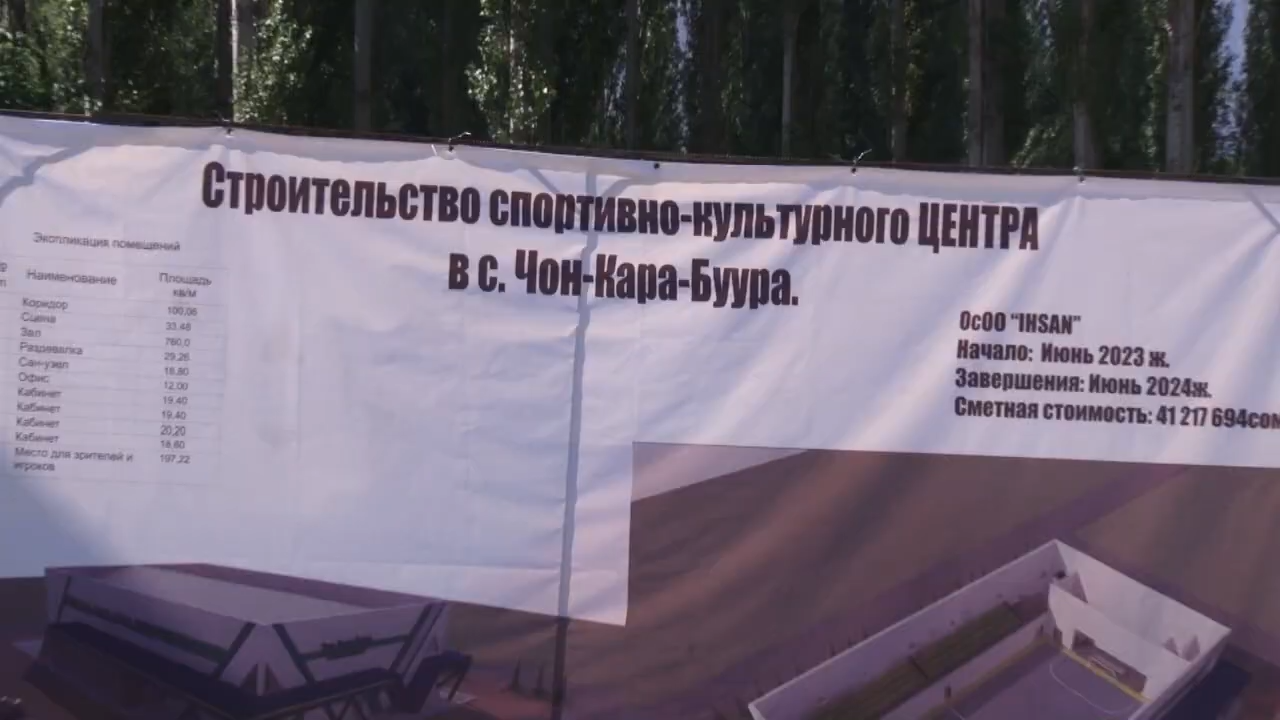 Строительство спортивно-культурного ЦЕНТРА
в с. Чон-Кара-Буура.
Экспликация помещений
Наименование Площадь
кв/м
Коридор 100,06
Сцена 33,48
Зал 760,0
Раздевалка 29,26
Сан-узел 18,80
Офис 12,00
Кабинет 19,40
Кабинет 19,40
Кабинет 20,20
Кабинет 18,60
Место для зрителей и 197,22
игроков
ОсОО "IHSAN"
Начало: Июнь 2023 ж.
Завершения: Июнь 2024ж.
Сметная стоимость: 41 217 694сом